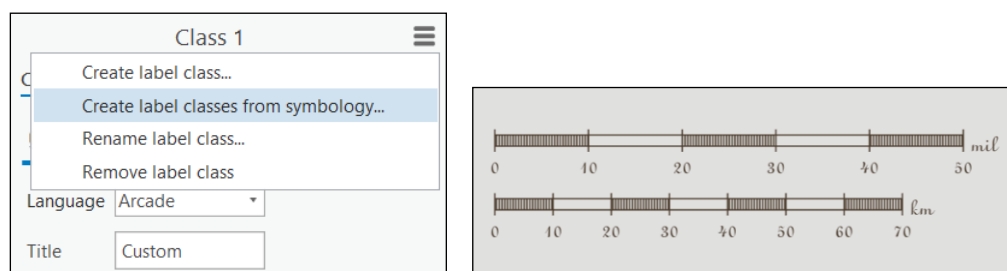 Class 1
Create label class...
Create label classes from symbology...
Rename label class...
Remove label class
Language Arcade
Title Custom
mil
0 10 20 30 40 50
km
0 10 20 30 40 50 60 70